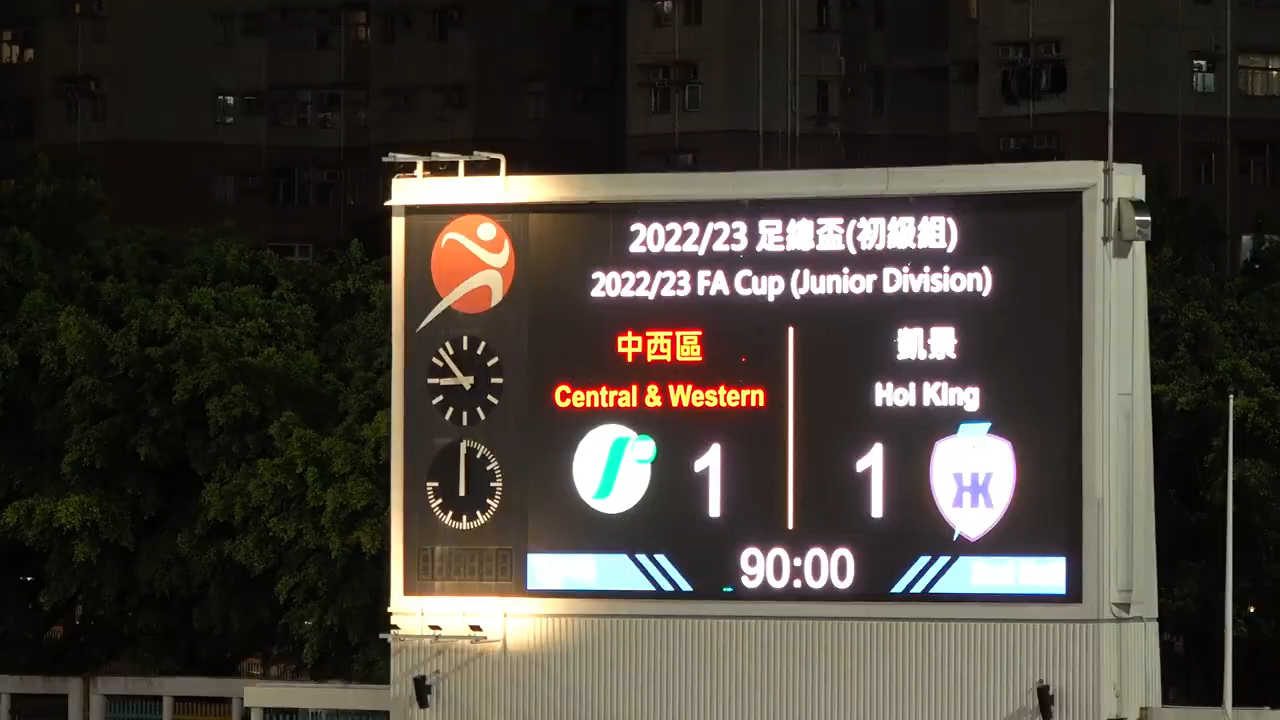 2022/23 足總盃(初級組)
2022/23 FA Cup (Junior Division)
中西區
Central & Western
1
凱景
Hoi King
1
HK
90:00